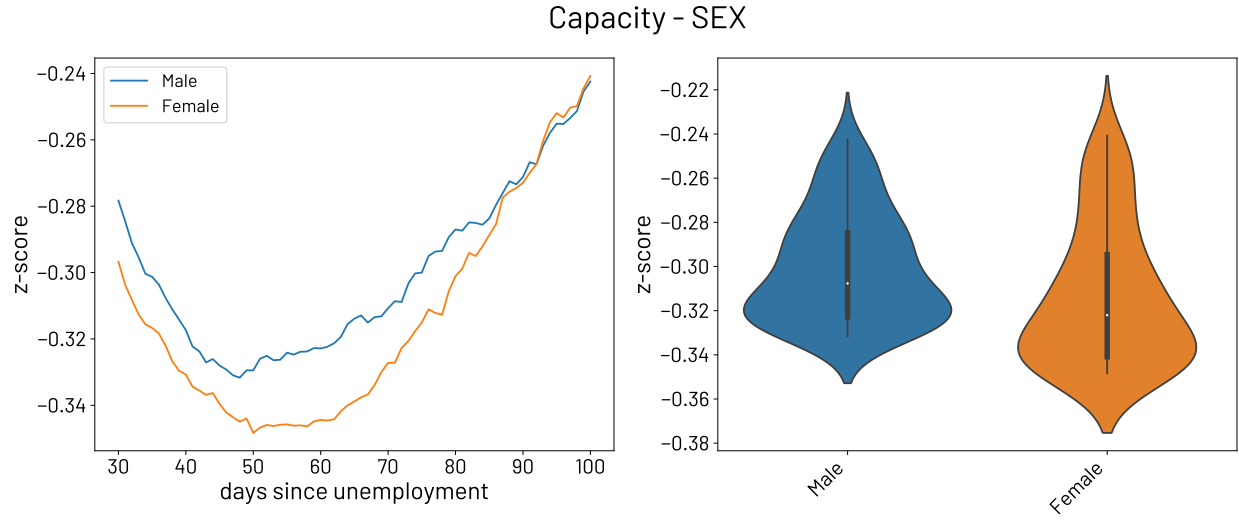 Capacity - SEX
Male
Female
z-score
−0.24
−0.26
−0.28
−0.30
−0.32
−0.34
30 40 50 60 70 80 90 100
days since unemployment
z-score
−0.22
−0.24
−0.26
−0.28
−0.30
−0.32
−0.34
−0.36
−0.38
Male
Female